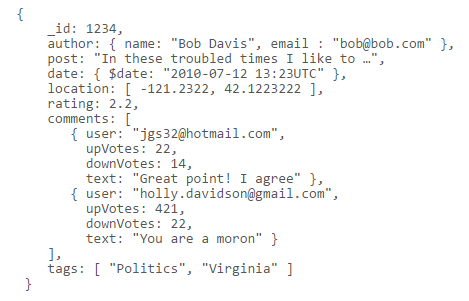 {
_id: 1234,
author: { name: "Bob Davis", email : "bob@bob.com" },
post: "In these troubled times I like to …",
date: { $date: "2010-07-12 13:23UTC" },
location: [ -121.2322, 42.1223222 ],
rating: 2.2,
comments: [
{ user: "jgs32@hotmail.com",
upVotes: 22,
downVotes: 14,
text: "Great point! I agree" },
{ user: "holly.davidson@gmail.com",
upVotes: 421,
downVotes: 22,
text: "You are a moron" }
],
tags: [ "Politics", "Virginia" ]
}